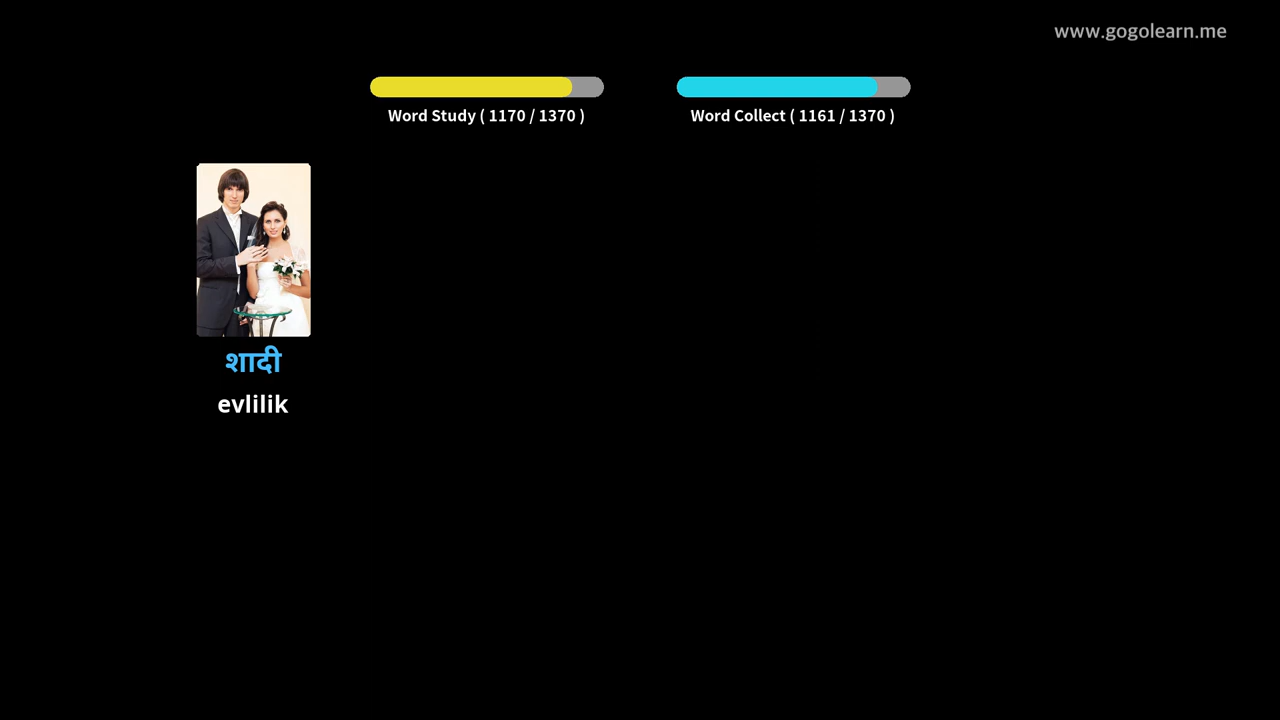 www.gogolearn.me
Word Study ( 1170 / 1370 )
Word Collect ( 1161 / 1370 )
शादी
evlilik